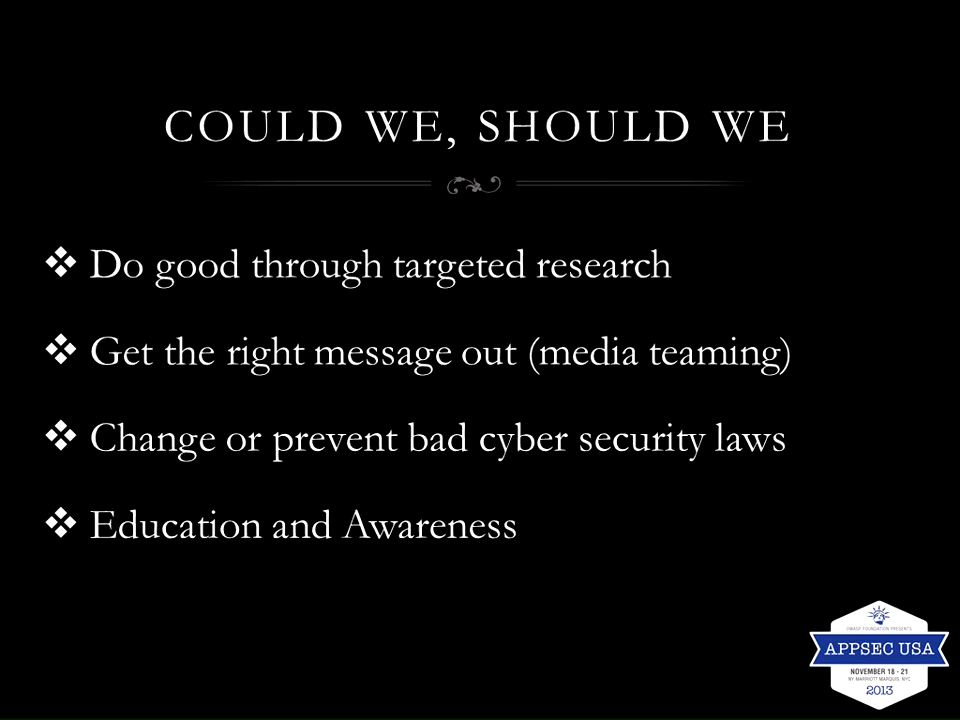 COULD WE, SHOULD WE
❖ Do good through targeted research
❖ Get the right message out (media teaming)
❖ Change or prevent bad cyber security laws
❖ Education and Awareness
OWASP FOUNDATION PRESENTS
APPSEC USA
NOVEMBER 18 - 21
NY MARRIOTT MARQUIS, NYC
2013